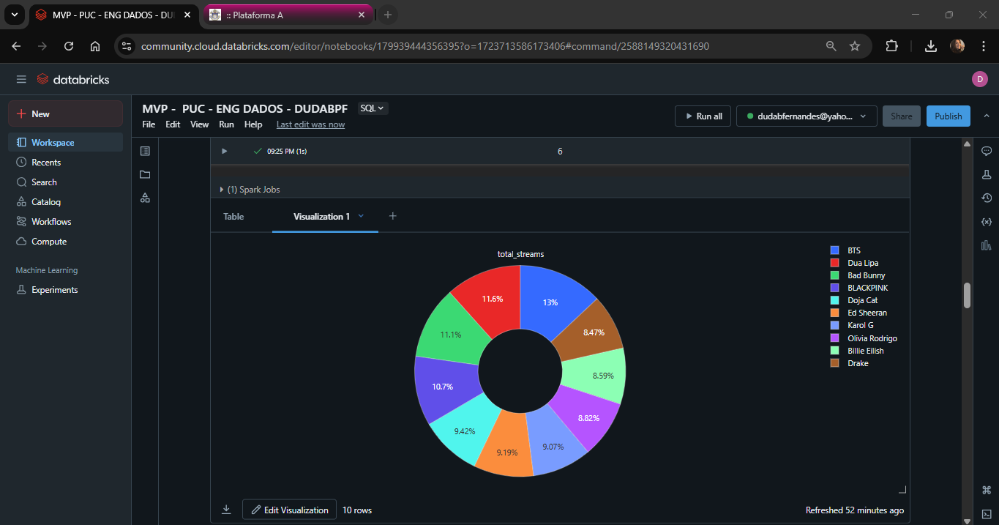 MVP - PUC - ENG DADOS - DU
:: Plataforma A
community.cloud.databricks.com/editor/notebooks/179939444356395?o=1723713586173406#command/2588149320431690
databricks
D
New
Workspace
Recents
Search
Catalog
Workflows
Compute
Machine Learning
Experiments
MVP - PUC - ENG DADOS - DUDABPF SQL
File Edit View Run Help Last edit was now
Run all
dudabfernandes@yaho...
Share
Publish
09:25 PM (1s)
6
(1) Spark Jobs
Table
Visualization 1
total_streams
13%
8.47%
8.59%
8.82%
9.07%
9.19%
9.42%
10.7%
11.1%
11.6%
BTS
Dua Lipa
Bad Bunny
BLACKPINK
Doja Cat
Ed Sheeran
Karol G
Olivia Rodrigo
Billie Eilish
Drake
Edit Visualization
10 rows
Refreshed 52 minutes ago